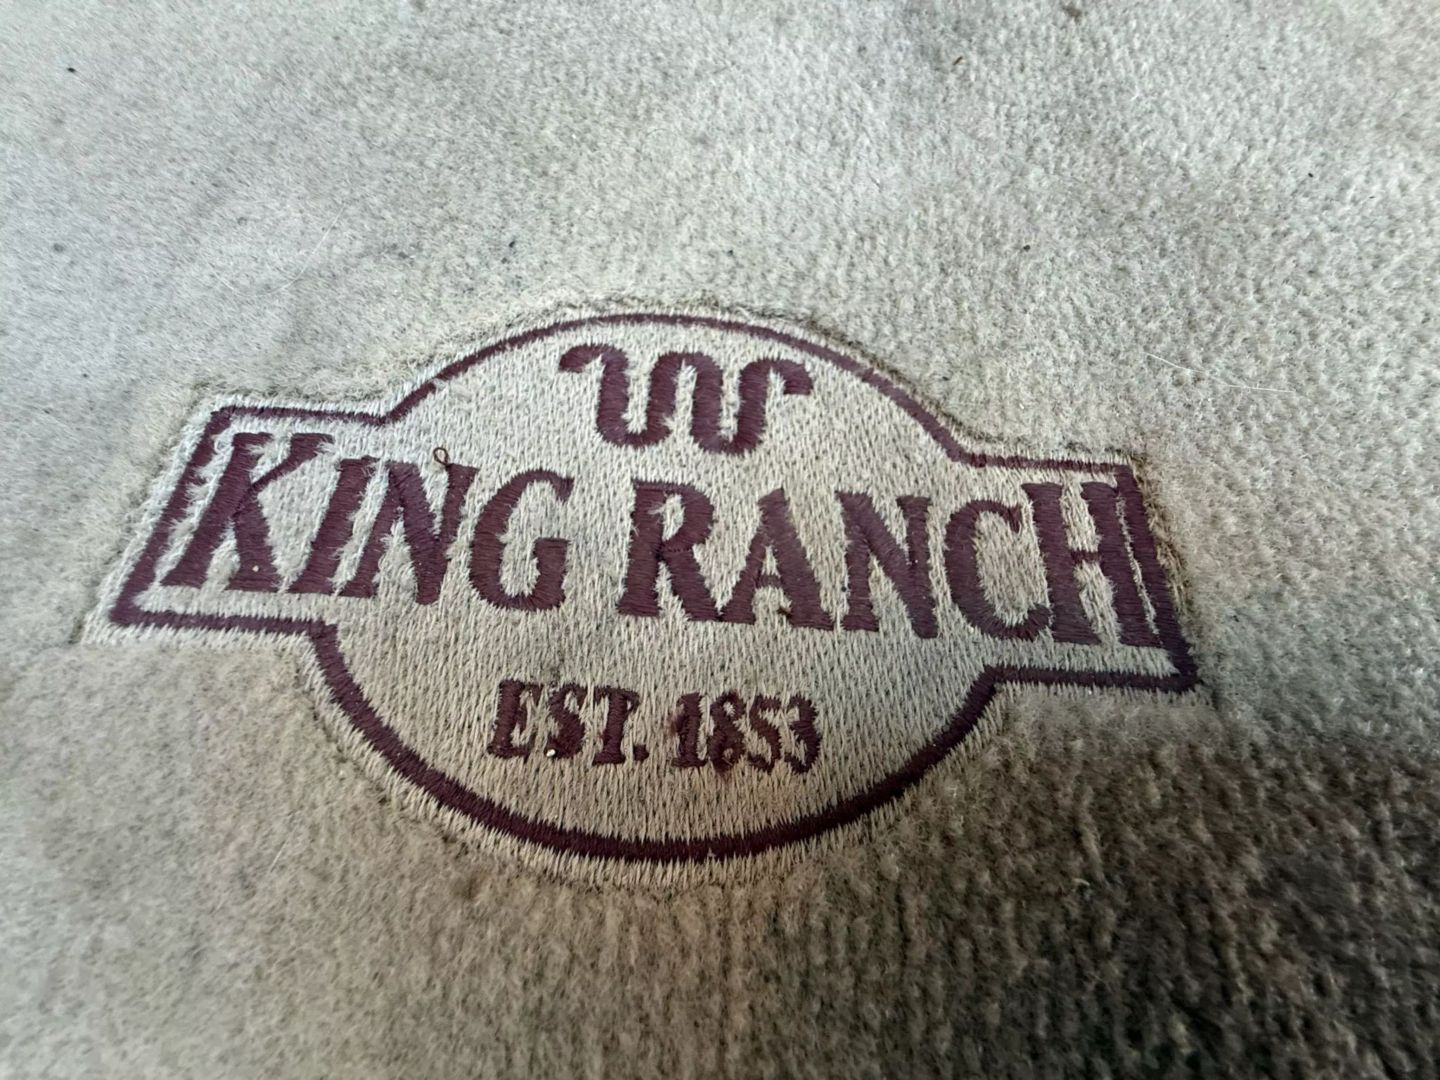 KING RANCH
EST. 1853